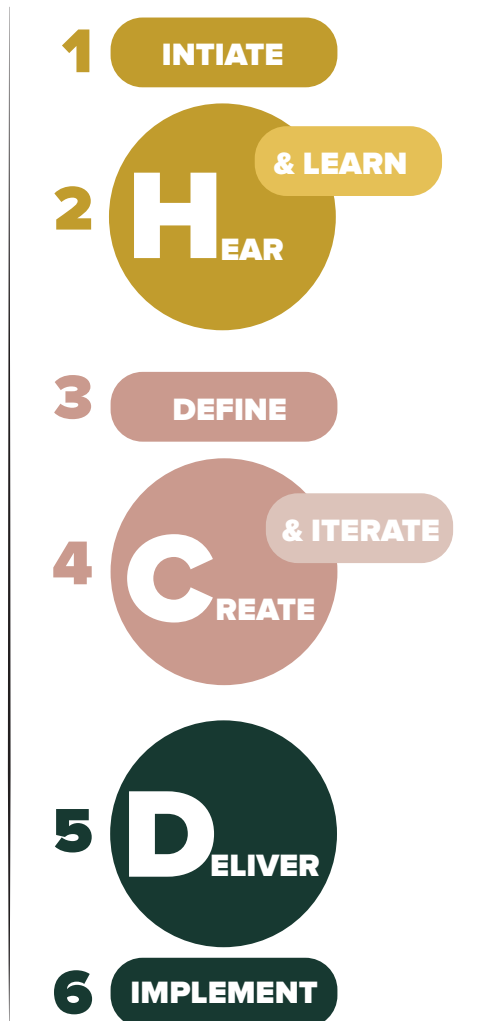 1 INTIATE
& LEARN
2 HEAR
3 DEFINE
& ITERATE
4 CREATE
5 DELIVER
6 IMPLEMENT